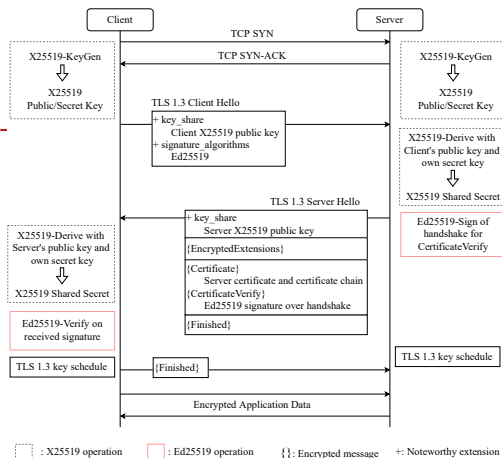 Client
Server
TCP SYN
TCP SYN-ACK
X25519-KeyGen
X25519
Public/Secret Key
X25519-KeyGen
X25519
Public/Secret Key
TLS 1.3 Client Hello
+ key_share
Client X25519 public key
+ signature_algorithms
Ed25519
X25519-Derive with
Client's public key and
own secret key
X25519 Shared Secret
TLS 1.3 Server Hello
+ key_share
Server X25519 public key
{EncryptedExtensions}
{Certificate}
Server certificate and certificate chain
{CertificateVerify}
Ed25519 signature over handshake
{Finished}
Ed25519-Sign of
handshake for
CertificateVerify
X25519-Derive with
Server's public key and
own secret key
X25519 Shared Secret
Ed25519-Verify on
received signature
TLS 1.3 key schedule
{Finished}
TLS 1.3 key schedule
Encrypted Application Data
: X25519 operation
: Ed25519 operation
{}: Encrypted message
+: Noteworthy extension